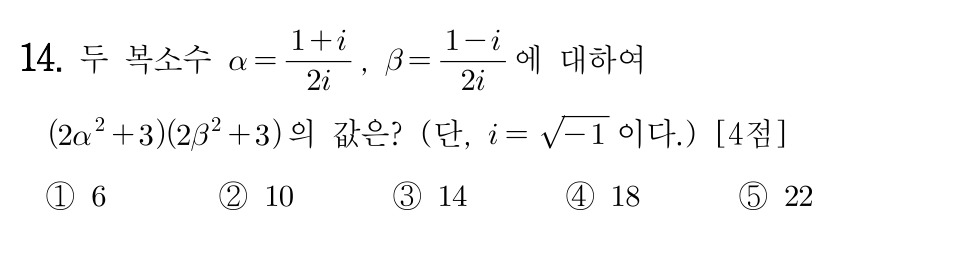 14. 두 복소수 α = (1+i)/(2i), β = (1−i)/(2i) 에 대하여
(2α² + 3)(2β² + 3)의 값은? (단, i = √−1 이다.) [4점]
① 6 ② 10 ③ 14 ④ 18 ⑤ 22